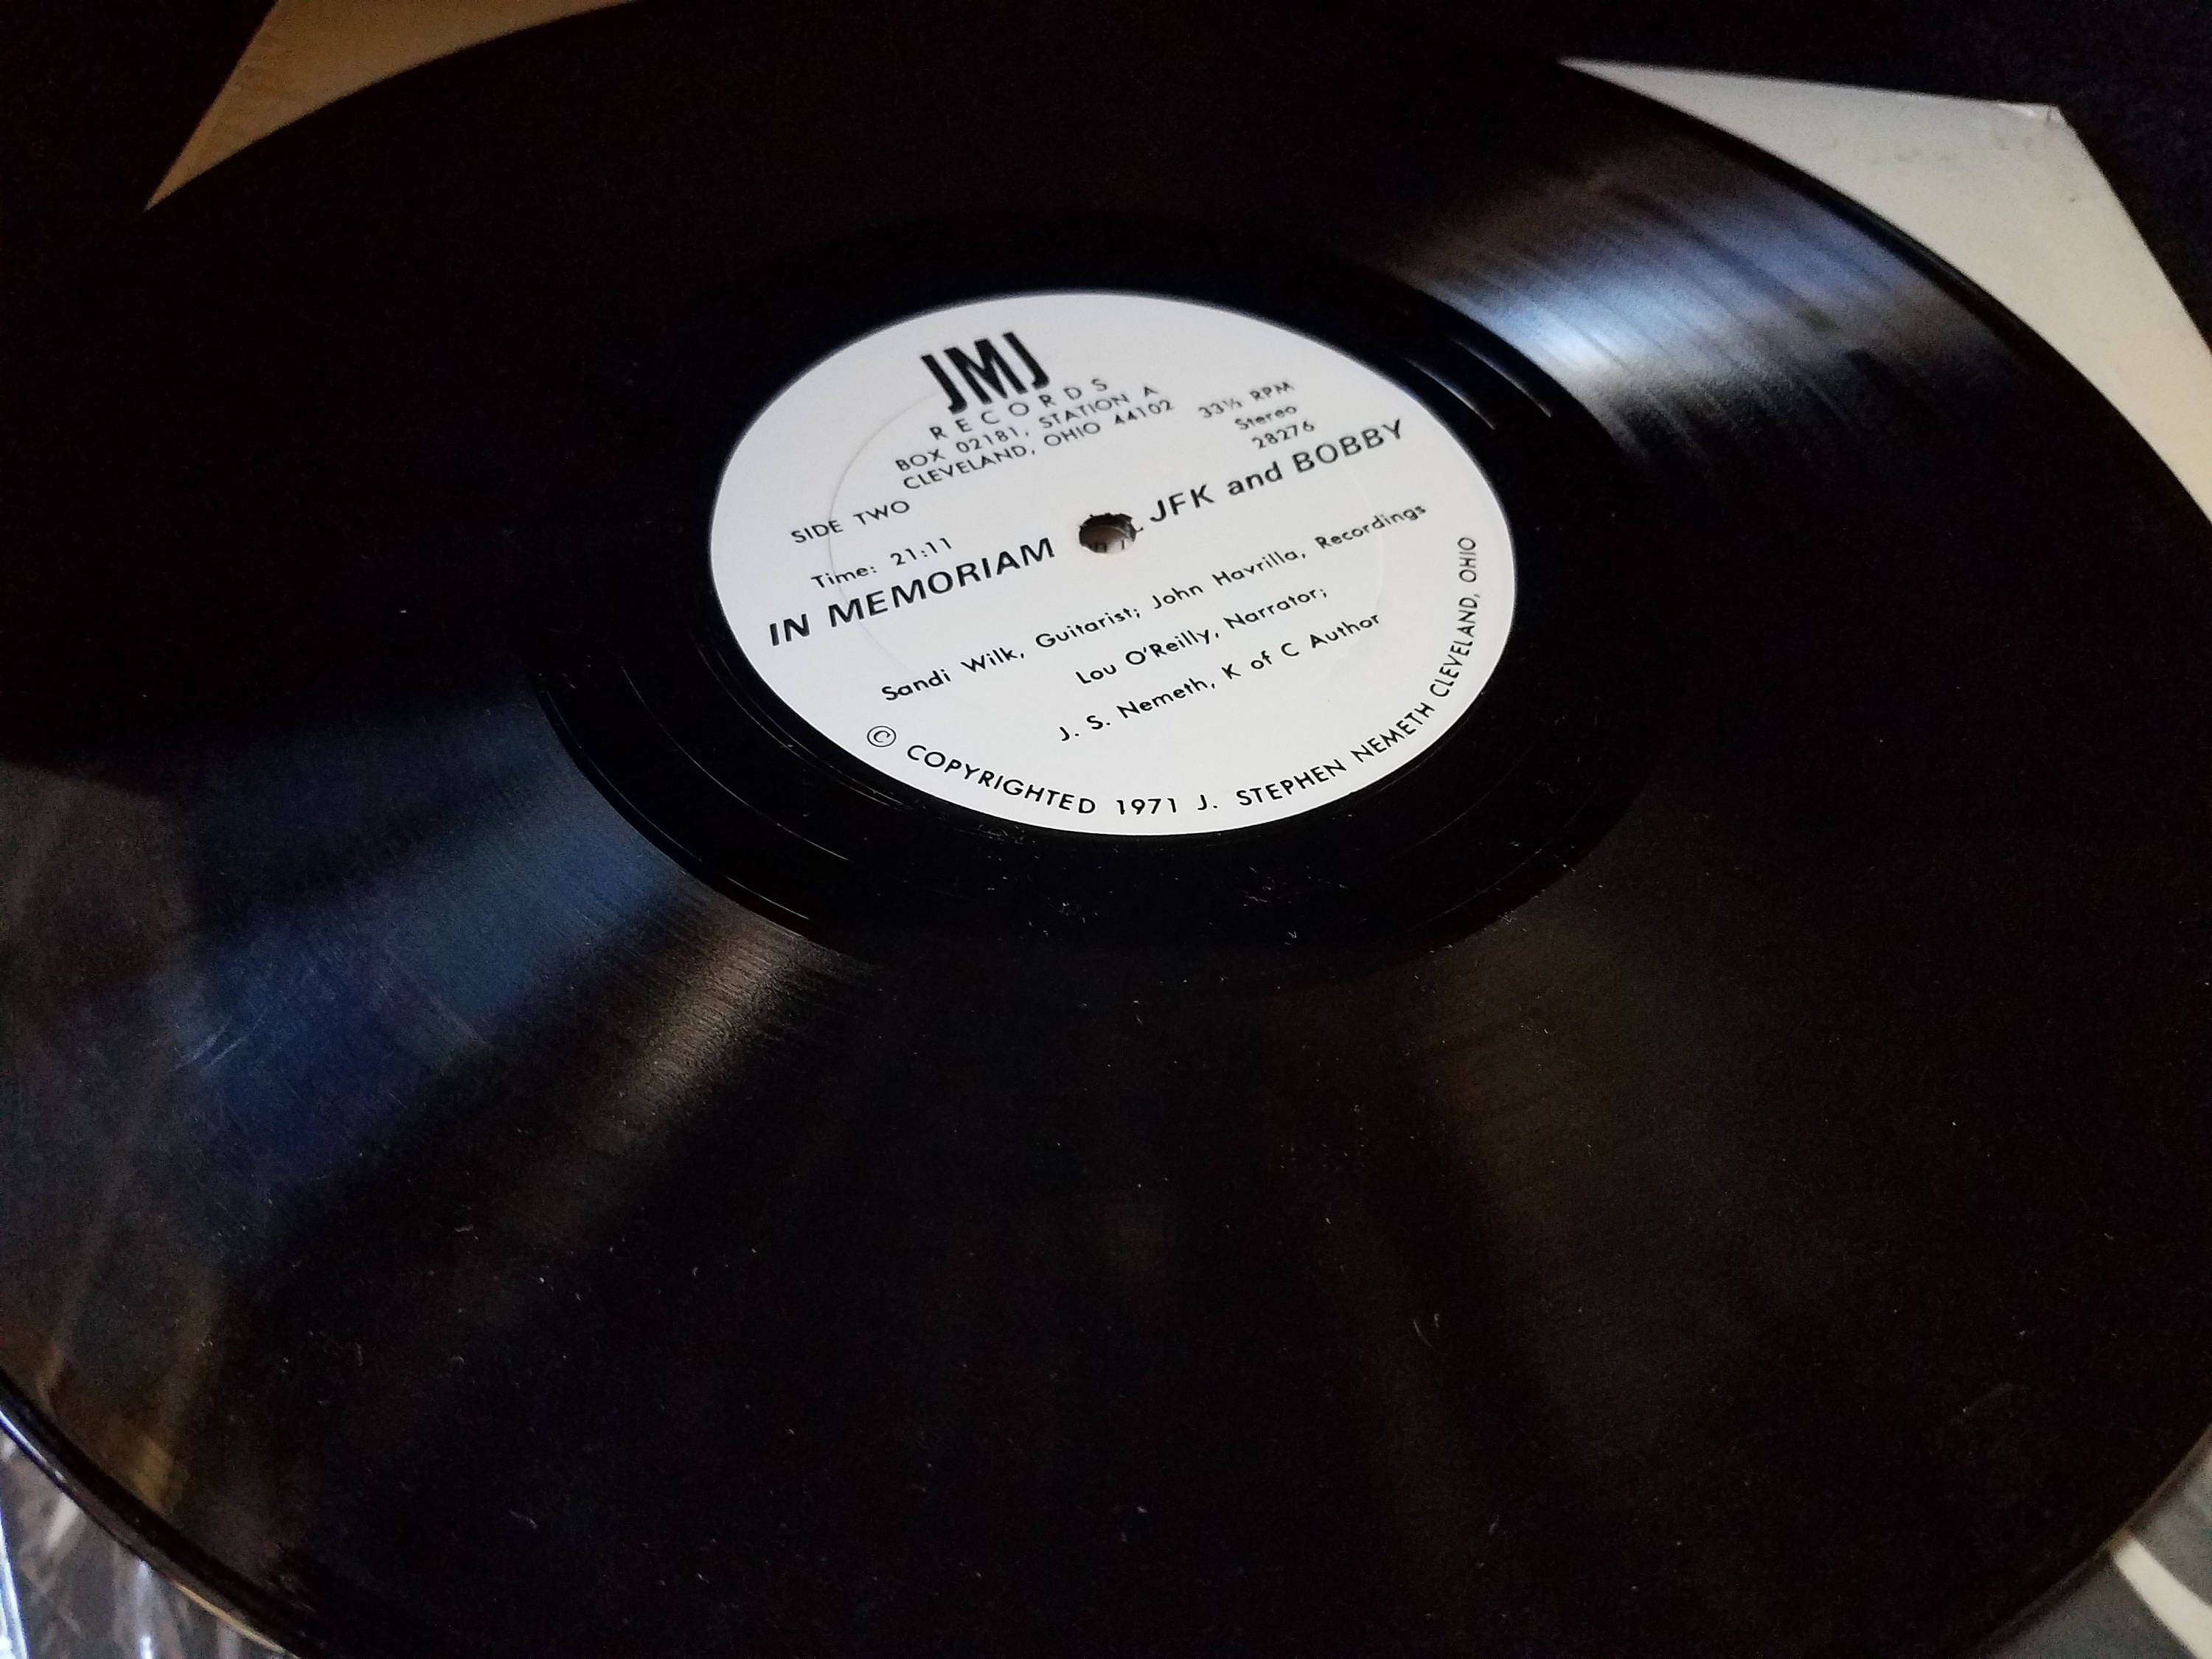 JMJ
RECORDS
BOX 02181, STATION A
CLEVELAND, OHIO 44102
33⅓ RPM
Stereo
28276
SIDE TWO
Time: 21:11
IN MEMORIAM JFK and BOBBY
Sandi Wilk, Guitarist; John Havrilla, Recordings
Lou O'Reilly, Narrator;
J. S. Nemeth, K of C Author
© COPYRIGHTED 1971 J. STEPHEN NEMETH CLEVELAND, OHIO